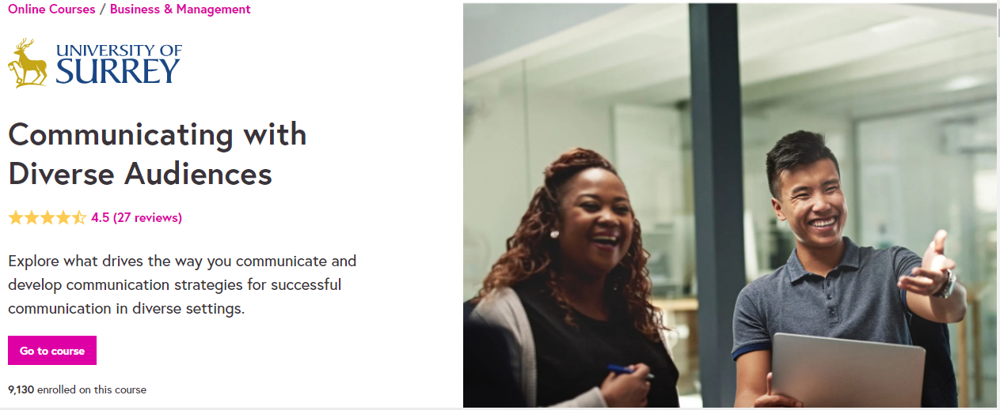 Online Courses / Business & Management
UNIVERSITY OF
SURREY
Communicating with
Diverse Audiences
4.5 (27 reviews)
Explore what drives the way you communicate and
develop communication strategies for successful
communication in diverse settings.
Go to course
9,130 enrolled on this course